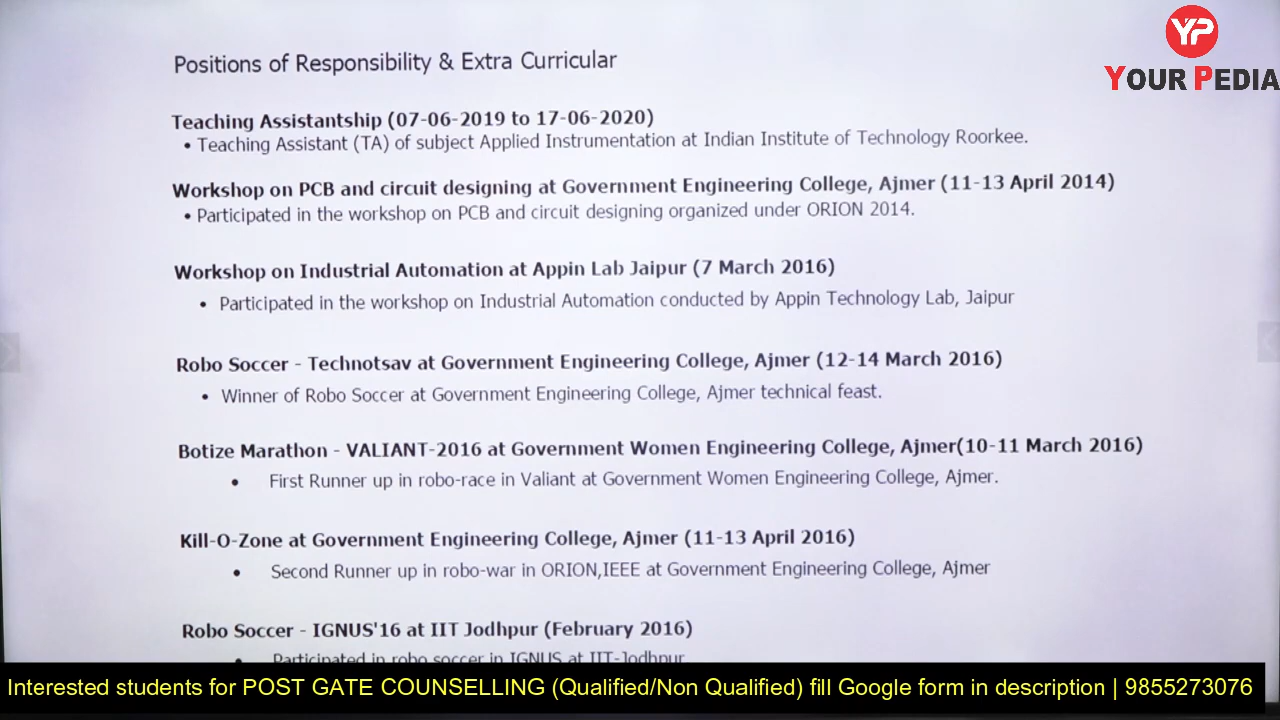 YP
YOUR PEDIA
Positions of Responsibility & Extra Curricular
Teaching Assistantship (07-06-2019 to 17-06-2020)
• Teaching Assistant (TA) of subject Applied Instrumentation at Indian Institute of Technology Roorkee.
Workshop on PCB and circuit designing at Government Engineering College, Ajmer (11-13 April 2014)
• Participated in the workshop on PCB and circuit designing organized under ORION 2014.
Workshop on Industrial Automation at Appin Lab Jaipur (7 March 2016)
• Participated in the workshop on Industrial Automation conducted by Appin Technology Lab, Jaipur
Robo Soccer - Technotsav at Government Engineering College, Ajmer (12-14 March 2016)
• Winner of Robo Soccer at Government Engineering College, Ajmer technical feast.
Botize Marathon - VALIANT-2016 at Government Women Engineering College, Ajmer(10-11 March 2016)
• First Runner up in robo-race in Valiant at Government Women Engineering College, Ajmer.
Kill-O-Zone at Government Engineering College, Ajmer (11-13 April 2016)
• Second Runner up in robo-war in ORION,IEEE at Government Engineering College, Ajmer
Robo Soccer - IGNUS'16 at IIT Jodhpur (February 2016)
• Participated in robo soccer in IGNUS at IIT-Jodhpur
Interested students for POST GATE COUNSELLING (Qualified/Non Qualified) fill Google form in description | 9855273076